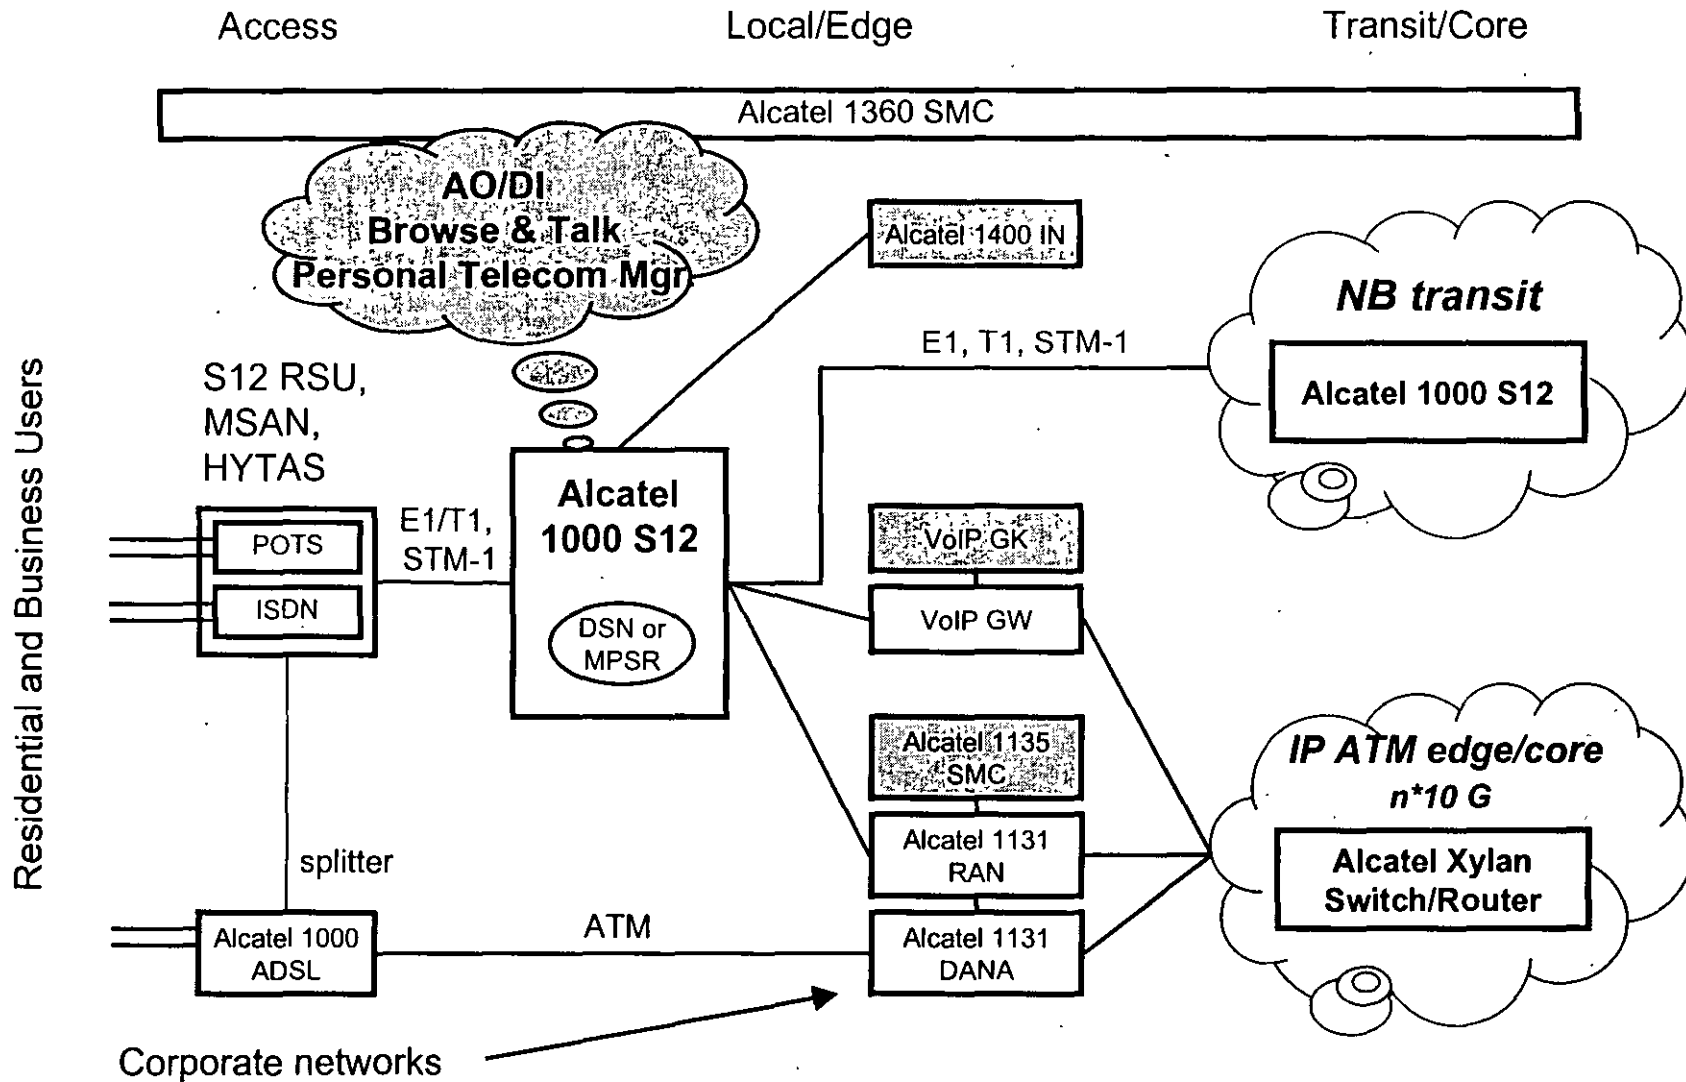 Access
Local/Edge
Transit/Core
Alcatel 1360 SMC
AO/DI
Browse & Talk
Personal Telecom Mgr.
Alcatel 1400 IN
NB transit
Alcatel 1000 S12
E1, T1, STM-1
Residential and Business Users
S12 RSU,
MSAN,
HYTAS
POTS
ISDN
E1/T1,
STM-1
Alcatel
1000 S12
DSN or
MPSR
VoIP GK
VoIP GW
Alcatel 1135
SMC
Alcatel 1131
RAN
IP ATM edge/core
n*10 G
Alcatel Xylan
Switch/Router
splitter
Alcatel 1000
ADSL
ATM
Alcatel 1131
DANA
Corporate networks